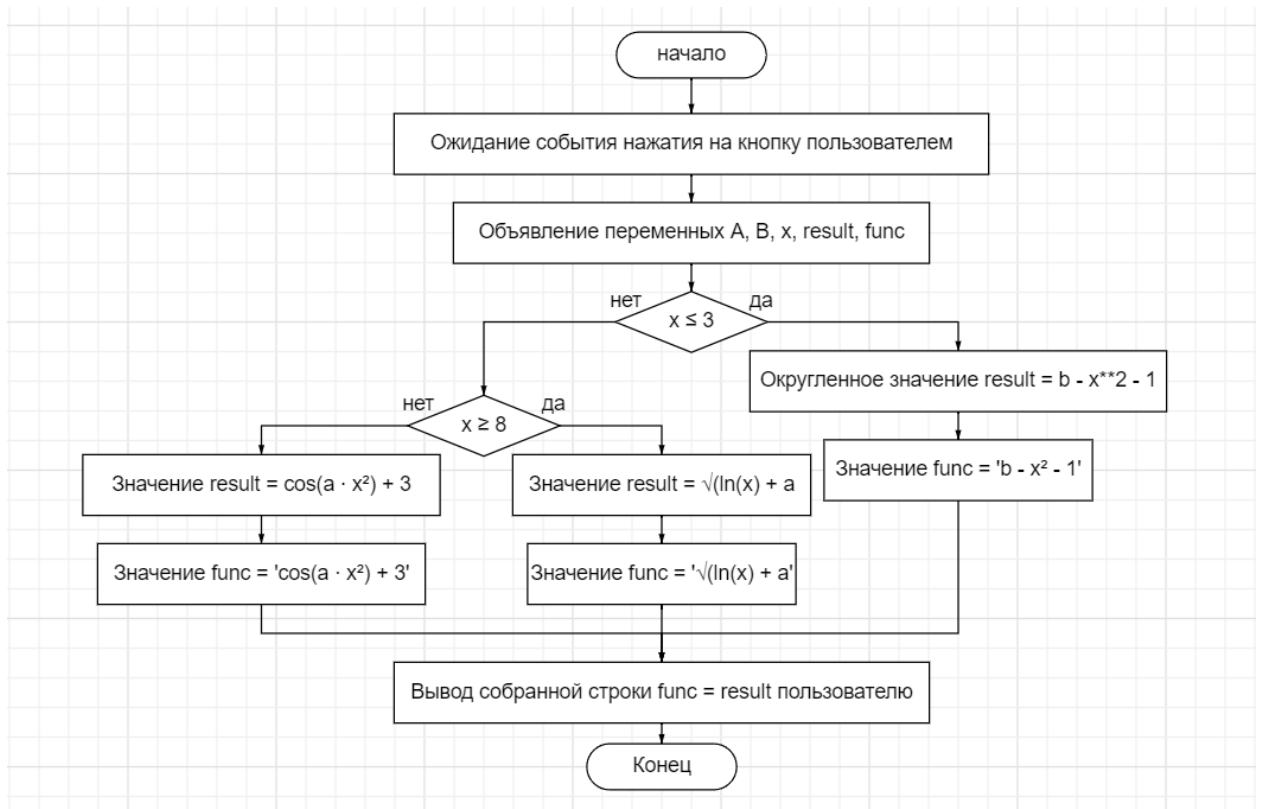 начало
Ожидание события нажатия на кнопку пользователем
Объявление переменных A, B, x, result, func
нет
да
x ≤ 3
Округленное значение result = b - x**2 - 1
нет
да
x ≥ 8
Значение func = 'b - x² - 1'
Значение result = cos(a · x²) + 3
Значение result = √(ln(x) + a
Значение func = 'cos(a · x²) + 3'
Значение func = '√(ln(x) + a'
Вывод собранной строки func = result пользователю
Конец